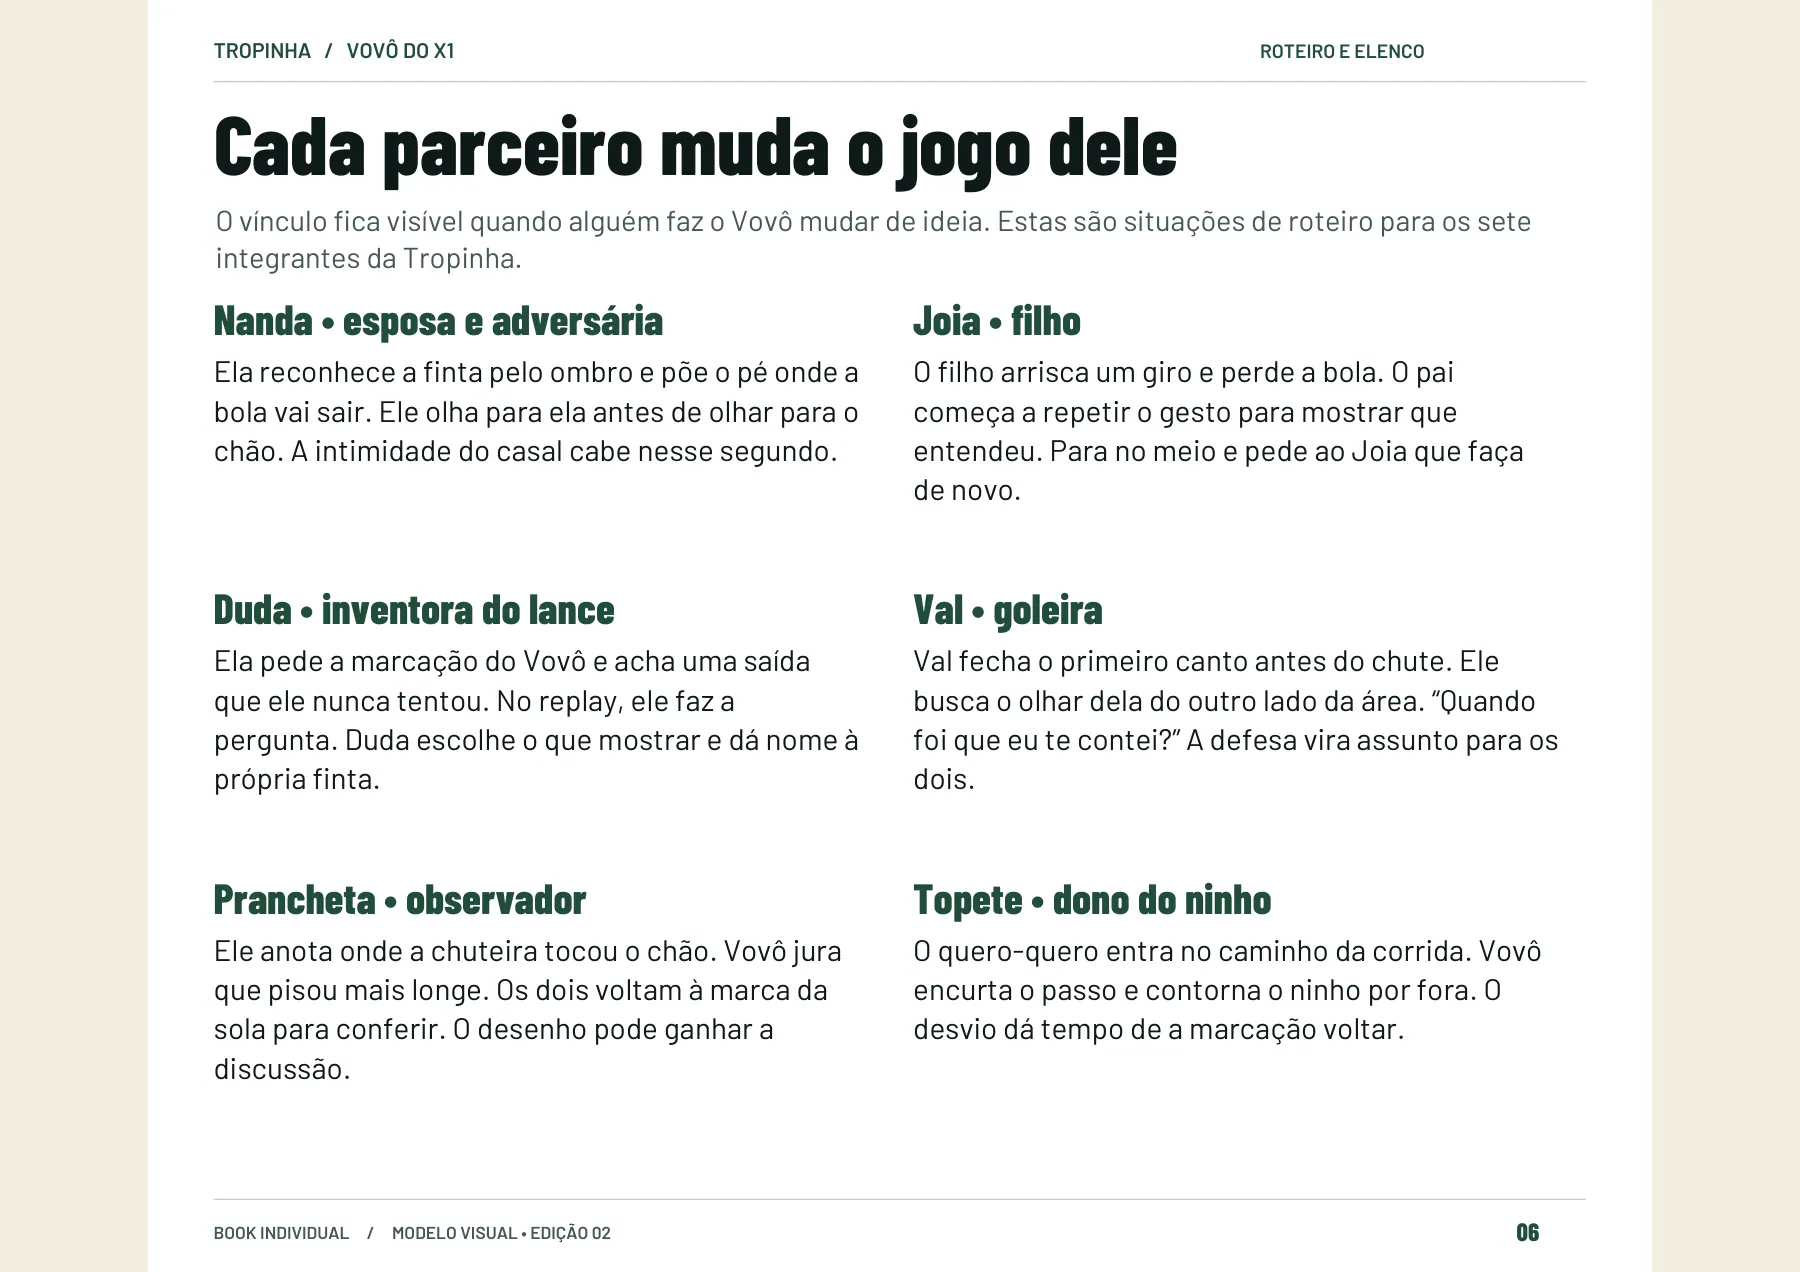 TROPINHA / VOVÔ DO X1
ROTEIRO E ELENCO
Cada parceiro muda o jogo dele
O vínculo fica visível quando alguém faz o Vovô mudar de ideia. Estas são situações de roteiro para os sete
integrantes da Tropinha.
Nanda • esposa e adversária
Ela reconhece a finta pelo ombro e põe o pé onde a
bola vai sair. Ele olha para ela antes de olhar para o
chão. A intimidade do casal cabe nesse segundo.
Joia • filho
O filho arrisca um giro e perde a bola. O pai
começa a repetir o gesto para mostrar que
entendeu. Para no meio e pede ao Joia que faça
de novo.
Duda • inventora do lance
Ela pede a marcação do Vovô e acha uma saída
que ele nunca tentou. No replay, ele faz a
pergunta. Duda escolhe o que mostrar e dá nome à
própria finta.
Val • goleira
Val fecha o primeiro canto antes do chute. Ele
busca o olhar dela do outro lado da área. “Quando
foi que eu te contei?” A defesa vira assunto para os
dois.
Prancheta • observador
Ele anota onde a chuteira tocou o chão. Vovô jura
que pisou mais longe. Os dois voltam à marca da
sola para conferir. O desenho pode ganhar a
discussão.
Topete • dono do ninho
O quero-quero entra no caminho da corrida. Vovô
encurta o passo e contorna o ninho por fora. O
desvio dá tempo de a marcação voltar.
BOOK INDIVIDUAL / MODELO VISUAL • EDIÇÃO 02
06